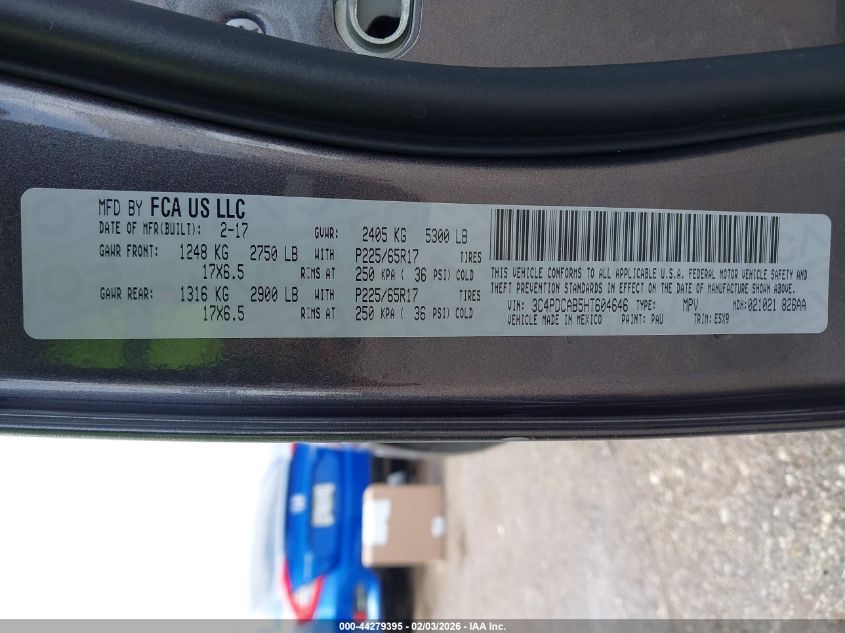 MFD BY FCA US LLC
DATE OF MFR(BUILT): 2-17 GVWR: 2405 KG 5300 LB
GAWR FRONT: 1248 KG 2750 LB WITH P225/65R17 TIRES
17X6.5 RIMS AT 250 KPA ( 36 PSI) COLD
GAWR REAR: 1316 KG 2900 LB WITH P225/65R17 TIRES
17X6.5 RIMS AT 250 KPA ( 36 PSI) COLD
THIS VEHICLE CONFORMS TO ALL APPLICABLE U.S.A. FEDERAL MOTOR VEHICLE SAFETY AND
THEFT PREVENTION STANDARDS IN EFFECT ON THE DATE OF MANUFACTURE SHOWN ABOVE.
VIN: 3C4PDCAB5HT604646 TYPE: MPV MDH:021021 826AA
VEHICLE MADE IN MEXICO PAINT: PAU TRIM: E5X9
000-44279395 - 02/03/2026 - IAA Inc.